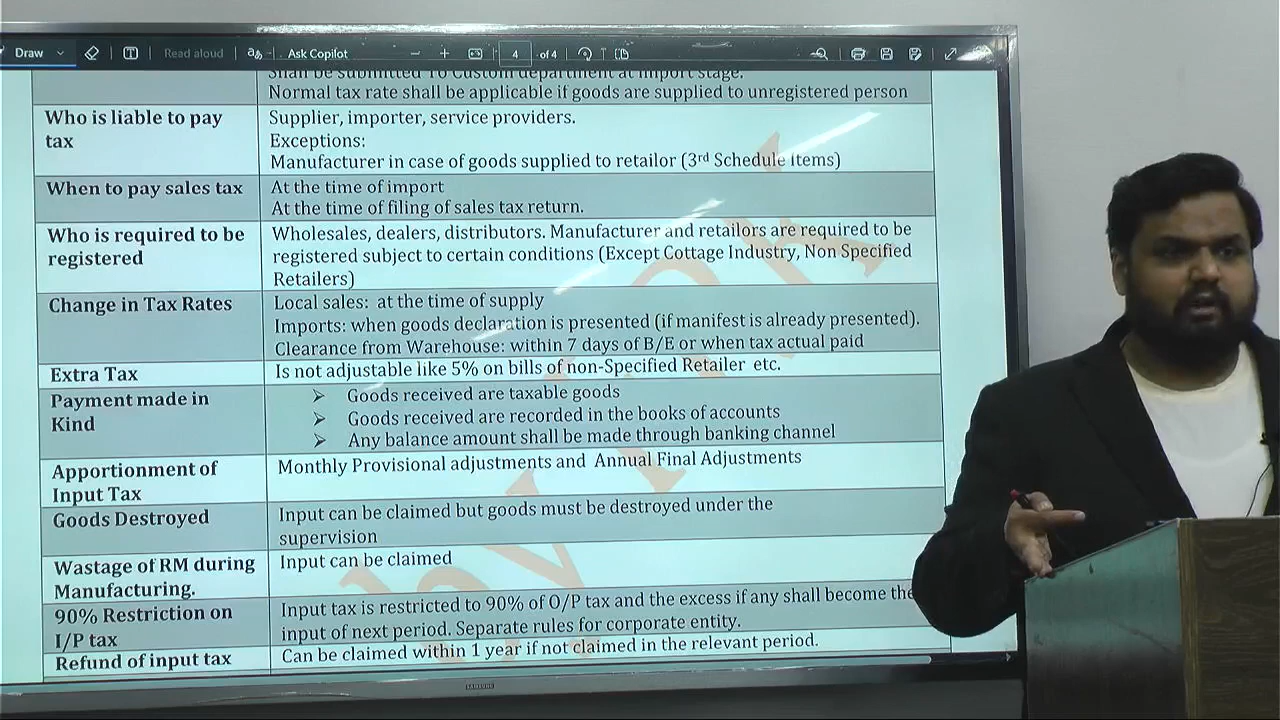 Draw
Read aloud
Ask Copilot
4 of 4
Shall be submitted To Custom department at import stage.
Normal tax rate shall be applicable if goods are supplied to unregistered person
Who is liable to pay
tax
Supplier, importer, service providers.
Exceptions:
Manufacturer in case of goods supplied to retailor (3rd Schedule items)
When to pay sales tax
At the time of import
At the time of filing of sales tax return.
Who is required to be
registered
Wholesales, dealers, distributors. Manufacturer and retailors are required to be
registered subject to certain conditions (Except Cottage Industry, Non Specified
Retailers)
Change in Tax Rates
Local sales: at the time of supply
Imports: when goods declaration is presented (if manifest is already presented).
Clearance from Warehouse: within 7 days of B/E or when tax actual paid
Extra Tax
Is not adjustable like 5% on bills of non-Specified Retailer etc.
Payment made in
Kind
➢ Goods received are taxable goods
➢ Goods received are recorded in the books of accounts
➢ Any balance amount shall be made through banking channel
Apportionment of
Input Tax
Monthly Provisional adjustments and Annual Final Adjustments
Goods Destroyed
Input can be claimed but goods must be destroyed under the
supervision
Wastage of RM during
Manufacturing.
Input can be claimed
90% Restriction on
I/P tax
Input tax is restricted to 90% of O/P tax and the excess if any shall become the
input of next period. Separate rules for corporate entity.
Refund of input tax
Can be claimed within 1 year if not claimed in the relevant period.
SAMSUNG